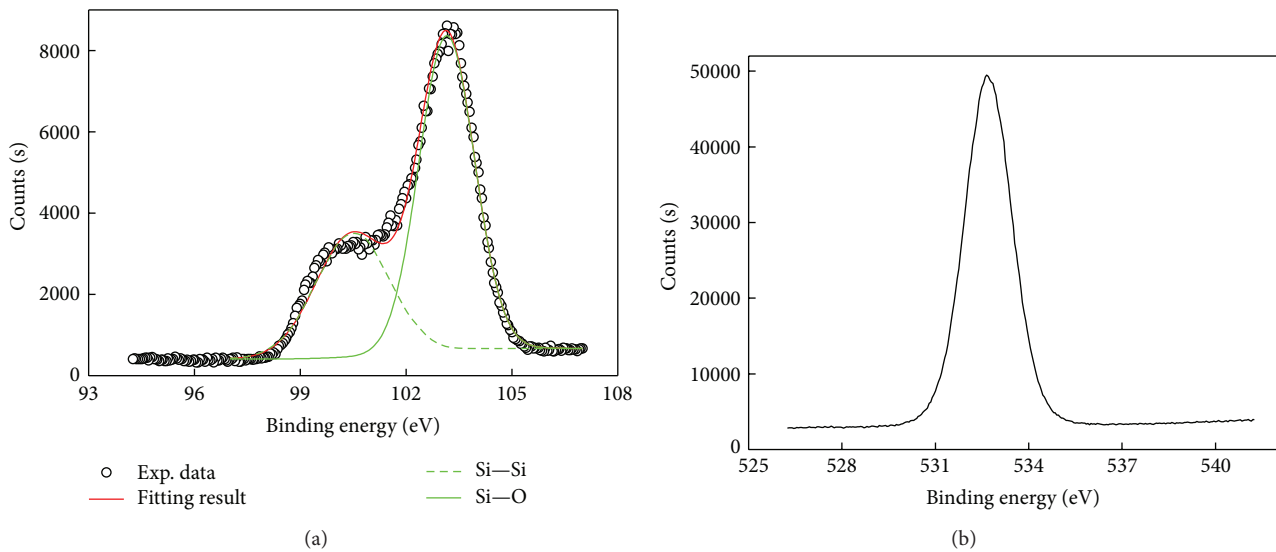 8000
6000
4000
2000
0
Counts (s)
93 96 99 102 105 108
Binding energy (eV)
Exp. data
Fitting result
Si—Si
Si—O
(a)
50000
40000
30000
20000
10000
0
Counts (s)
525 528 531 534 537 540
Binding energy (eV)
(b)